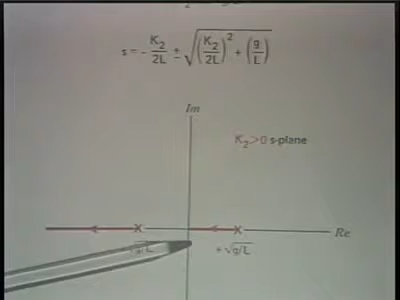 s = - K₂/2L ± √((K₂/2L)² + (g/L))
Im
K₂>0 s-plane
x x Re
√g/L +√g/L